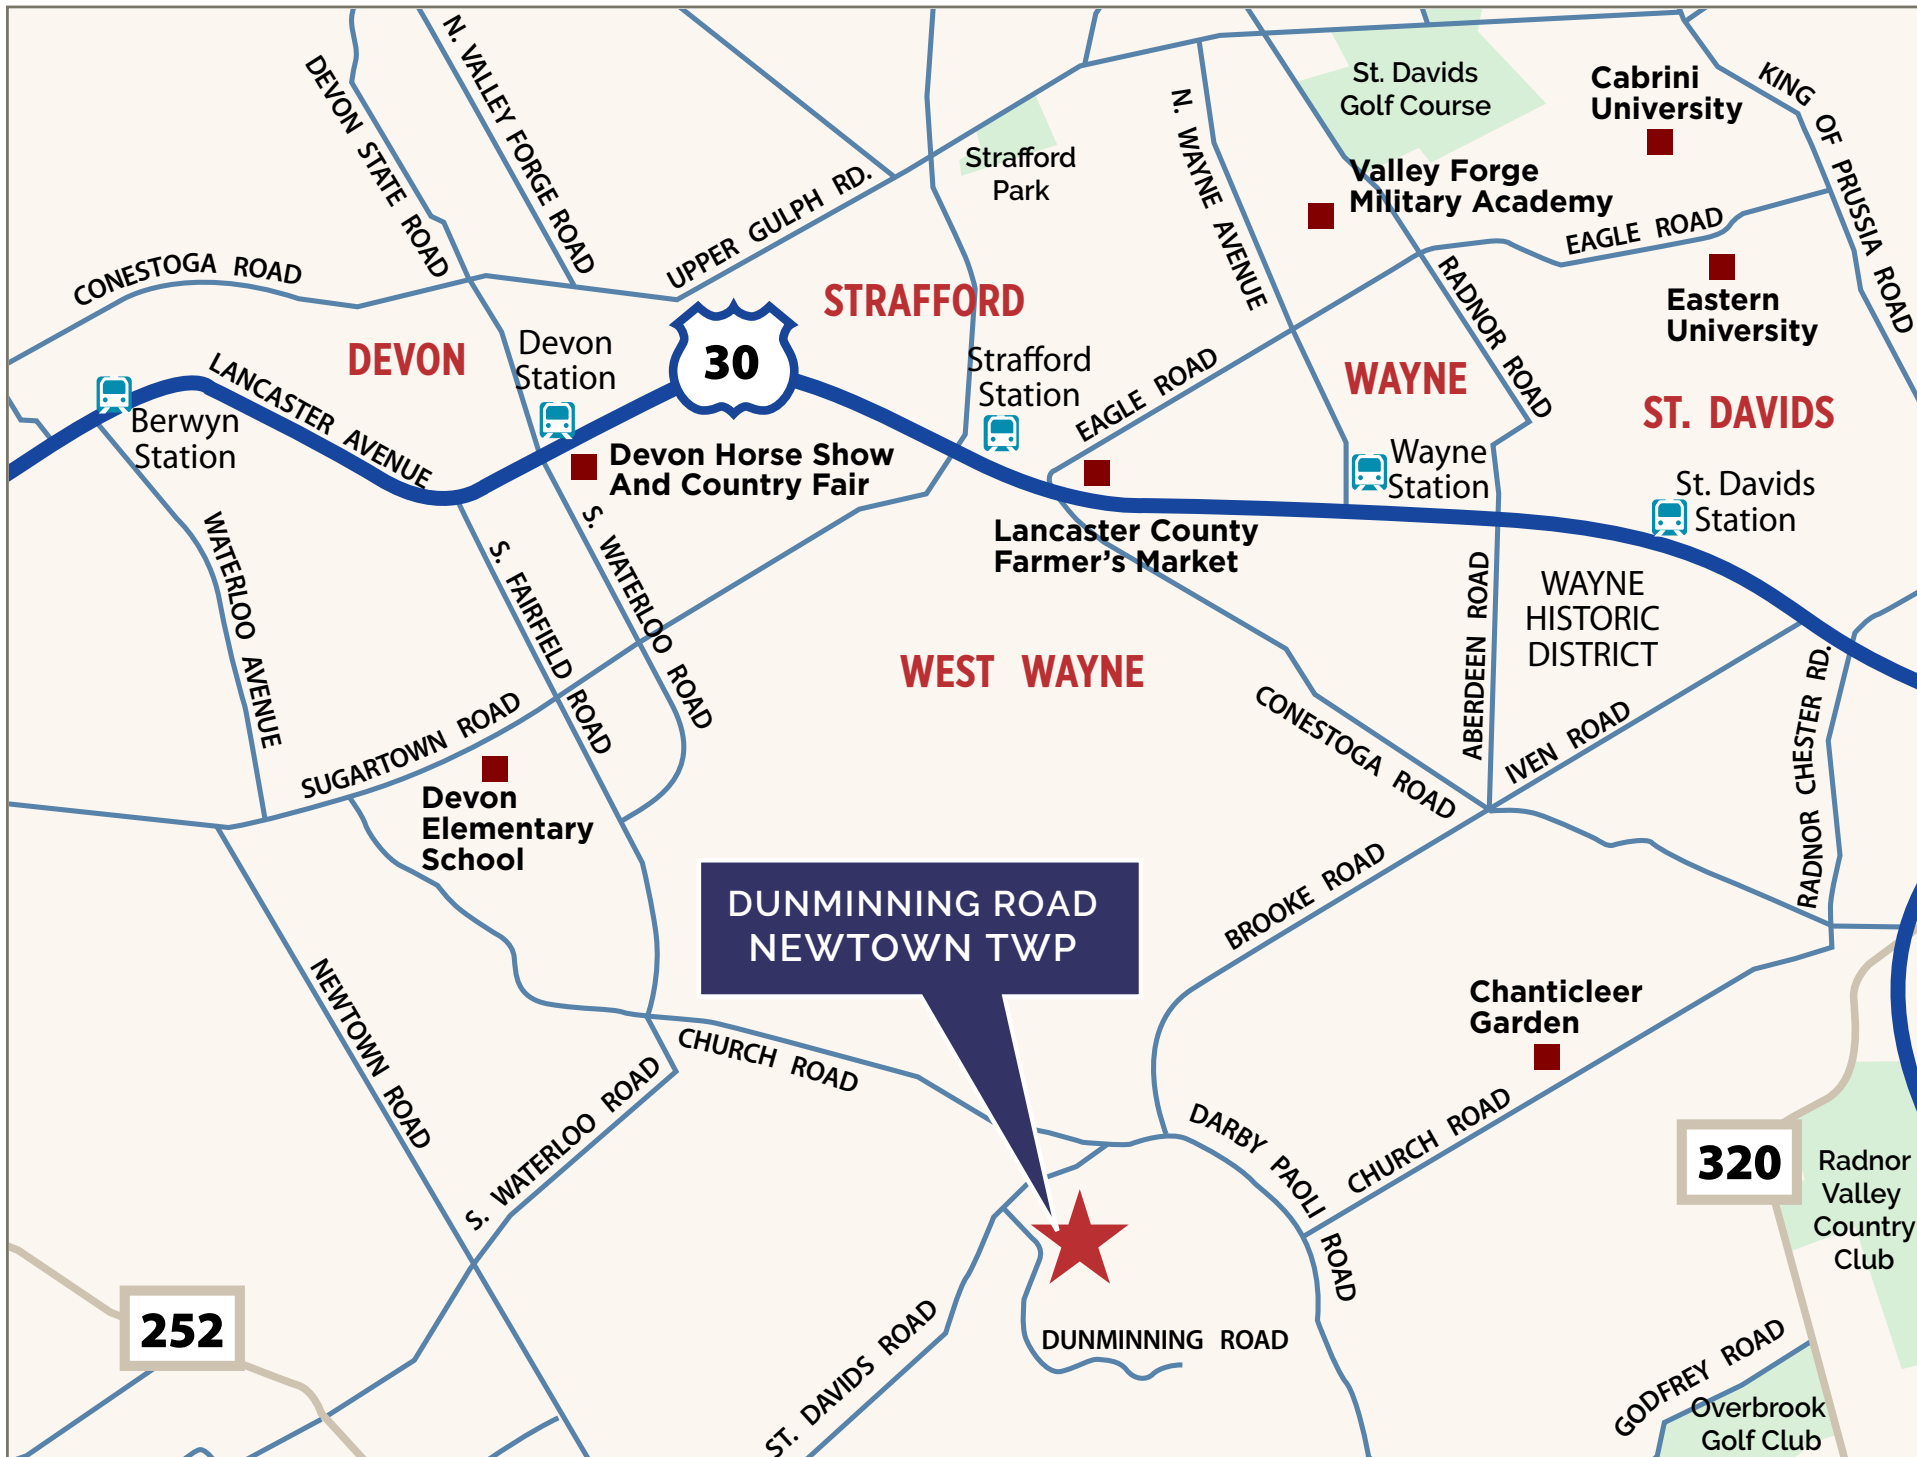 N. VALLEY FORGE ROAD
DEVON STATE ROAD
CONESTOGA ROAD
UPPER GULPH RD.
Strafford
Park
N. WAYNE AVENUE
St. Davids
Golf Course
Cabrini
University
KING OF PRUSSIA ROAD
Valley Forge
Military Academy
EAGLE ROAD
RADNOR ROAD
Eastern
University
STRAFFORD
DEVON
Devon
Station
30
Strafford
Station
EAGLE ROAD
WAYNE
ST. DAVIDS
LANCASTER AVENUE
Berwyn
Station
Devon Horse Show
And Country Fair
Wayne
Station
St. Davids
Station
Lancaster County
Farmer's Market
WATERLOO AVENUE
S. FAIRFIELD ROAD
S. WATERLOO ROAD
ABERDEEN ROAD
WAYNE
HISTORIC
DISTRICT
WEST WAYNE
SUGARTOWN ROAD
CONESTOGA ROAD
IVEN ROAD
RADNOR CHESTER RD.
Devon
Elementary
School
BROOKE ROAD
DUNMINNING ROAD
NEWTOWN TWP
NEWTOWN ROAD
CHURCH ROAD
Chanticleer
Garden
S. WATERLOO ROAD
DARBY PAOLI ROAD
CHURCH ROAD
320
Radnor
Valley
Country
Club
252
ST. DAVIDS ROAD
DUNMINNING ROAD
GODFREY ROAD
Overbrook
Golf Club